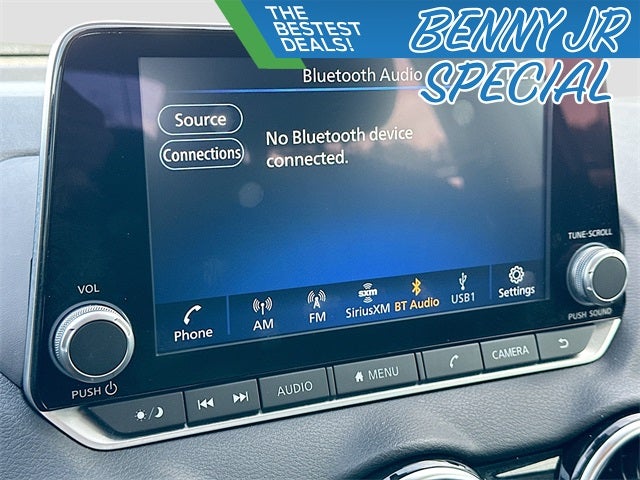 THE
BESTEST
DEALS!
BENNY JR
SPECIAL
Bluetooth Audio
Source
Connections
No Bluetooth device
connected.
Phone
AM
FM
sxm
SiriusXM
BT Audio
USB1
Settings
VOL
PUSH
TUNE·SCROLL
PUSH SOUND
AUDIO
MENU
CAMERA